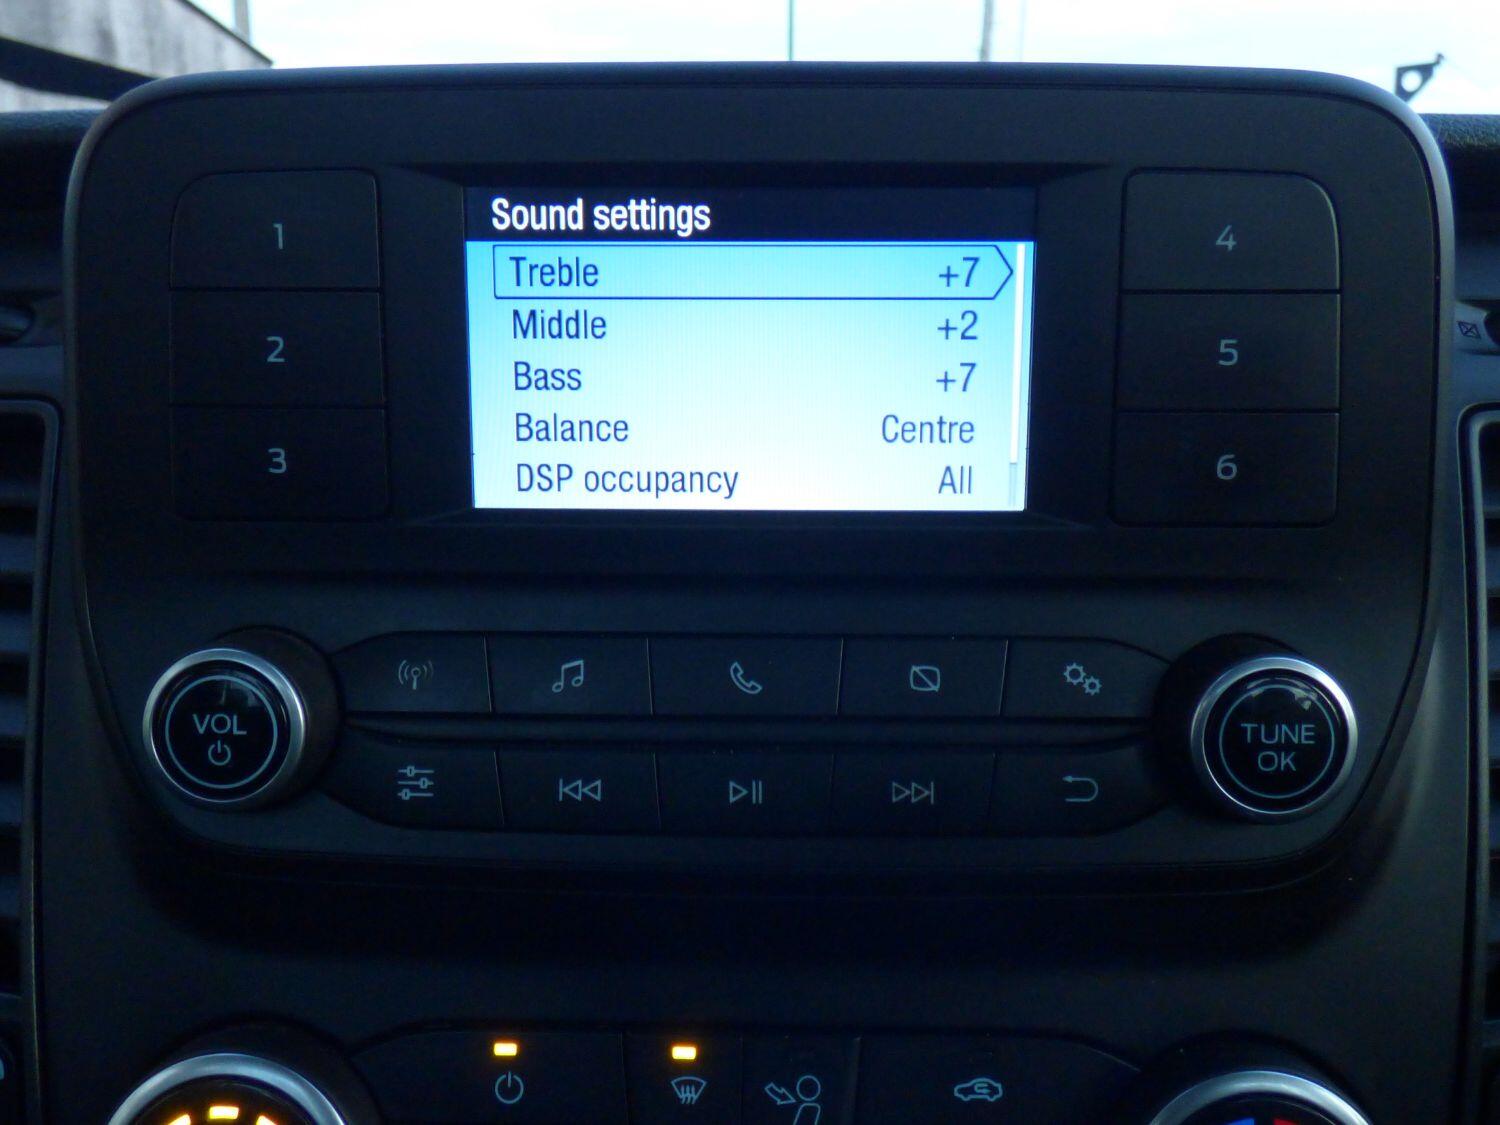 Sound settings
Treble +7
Middle +2
Bass +7
Balance Centre
DSP occupancy All
1
2
3
4
5
6
VOL
TUNE
OK